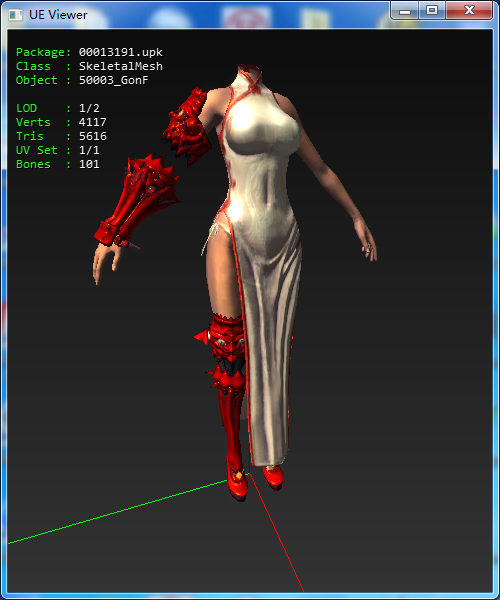 UE Viewer
Package: 00013191.upk
Class : SkeletalMesh
Object : 50003_GonF
LOD : 1/2
Verts : 4117
Tris : 5616
UV Set : 1/1
Bones : 101